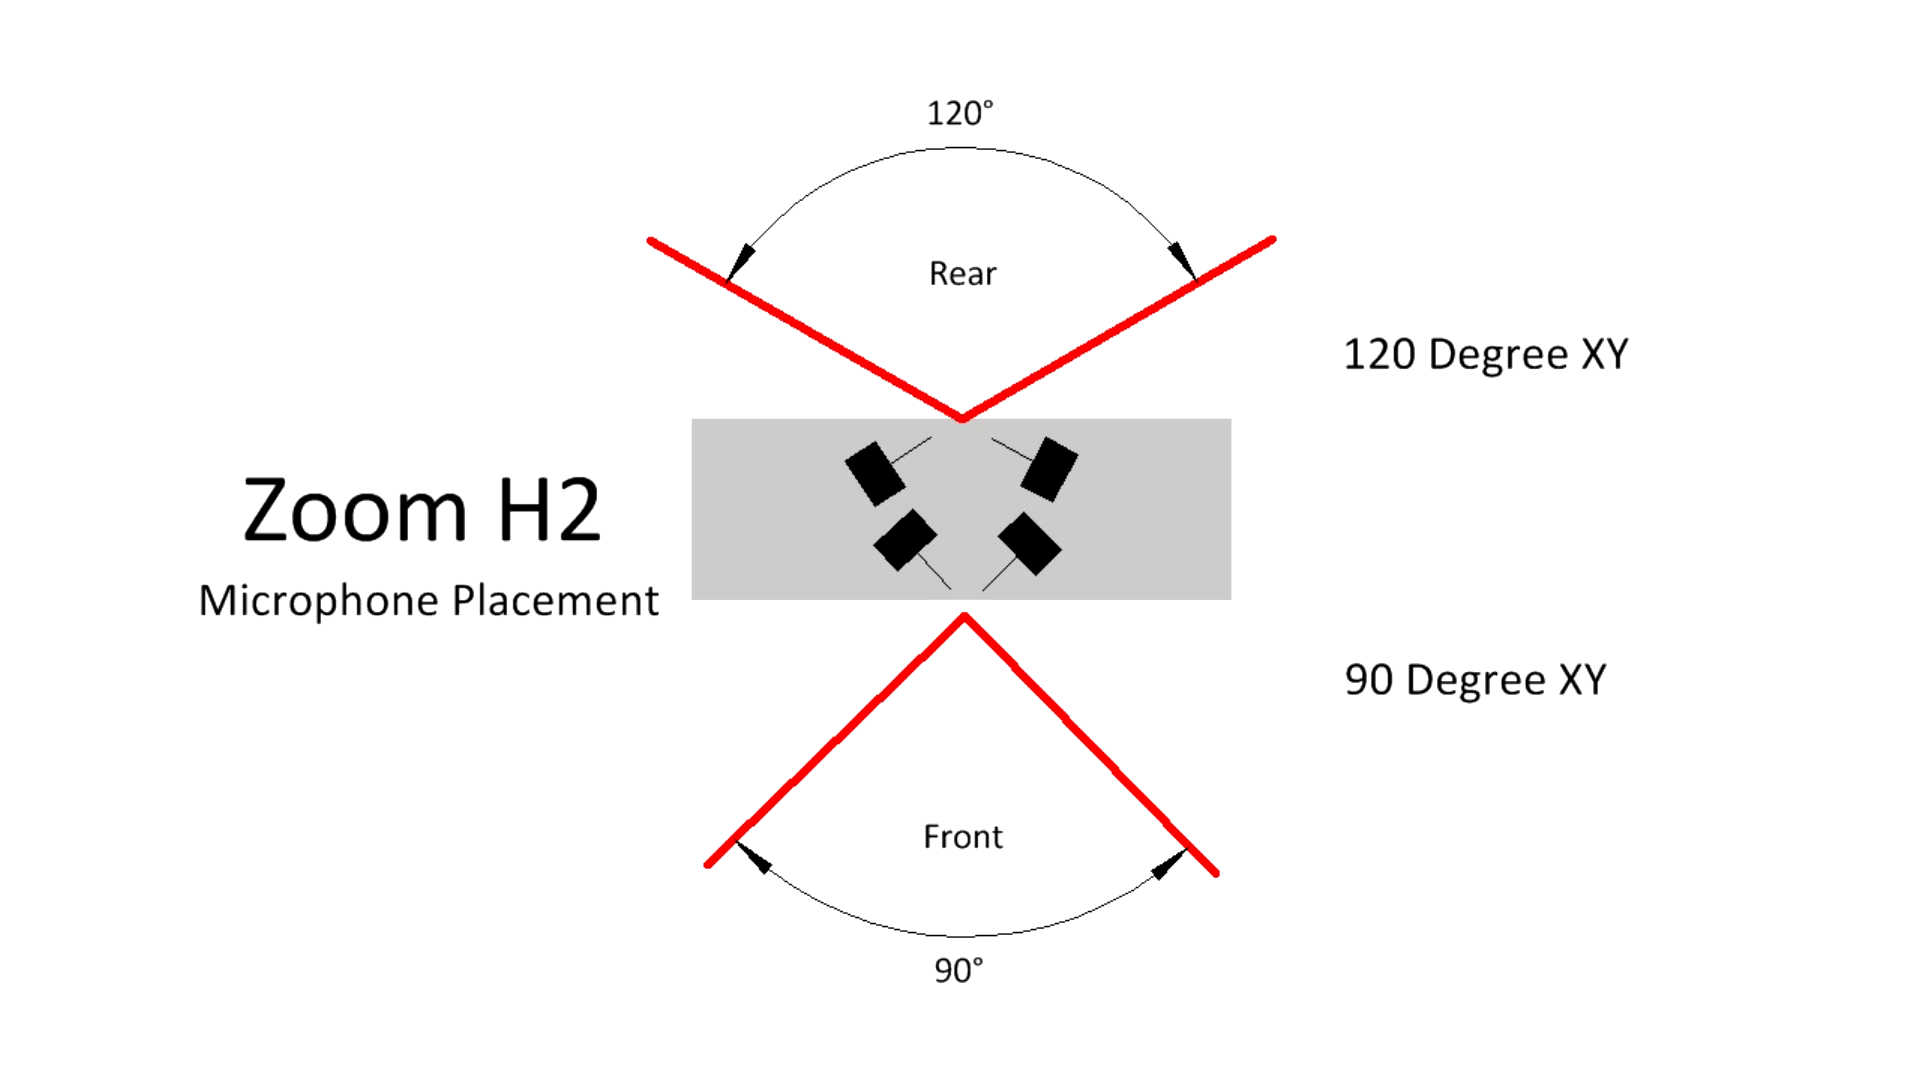 120°
Rear
120 Degree XY
Zoom H2
Microphone Placement
90 Degree XY
Front
90°